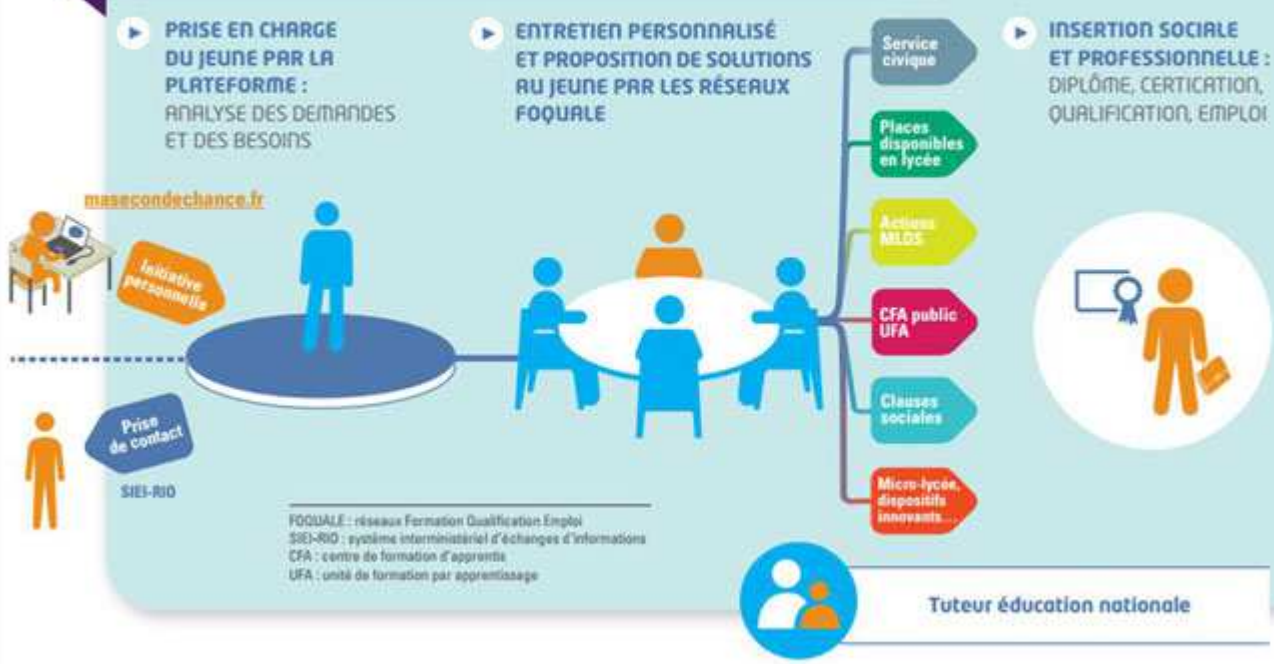 PRISE EN CHARGE
DU JEUNE PAR LA
PLATEFORME :
ANALYSE DES DEMANDES
ET DES BESOINS
ENTRETIEN PERSONNALISÉ
ET PROPOSITION DE SOLUTIONS
AU JEUNE PAR LES RÉSEAUX
FOQUALE
Service
civique
Places
disponibles
en lycée
Actions
MLDS
CFA public
UFA
Clauses
sociales
Micro-lycée,
dispositifs
innovants...
INSERTION SOCIALE
ET PROFESSIONNELLE :
DIPLÔME, CERTICATION,
QUALIFICATION, EMPLOI
masecondechance.fr
Initiative
personnelle
Prise
de contact
SIEI-RIO
FOQUALE : réseaux Formation Qualification Emploi
SIEI-RIO : système interministériel d'échanges d'informations
CFA : centre de formation d'apprentis
UFA : unité de formation par apprentissage
Tuteur éducation nationale